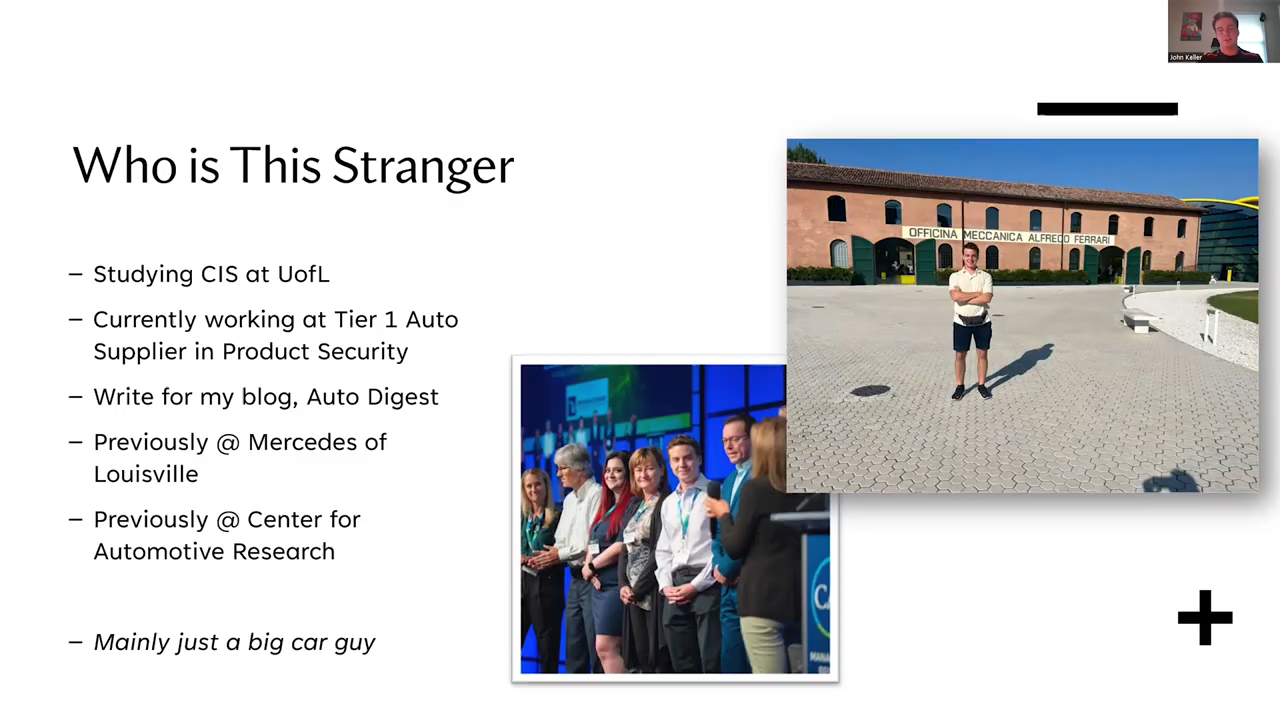 John Keller
Who is This Stranger
– Studying CIS at UofL
– Currently working at Tier 1 Auto
Supplier in Product Security
– Write for my blog, Auto Digest
– Previously @ Mercedes of
Louisville
– Previously @ Center for
Automotive Research
– Mainly just a big car guy
OFFICINA MECCANICA ALFREDO FERRARI